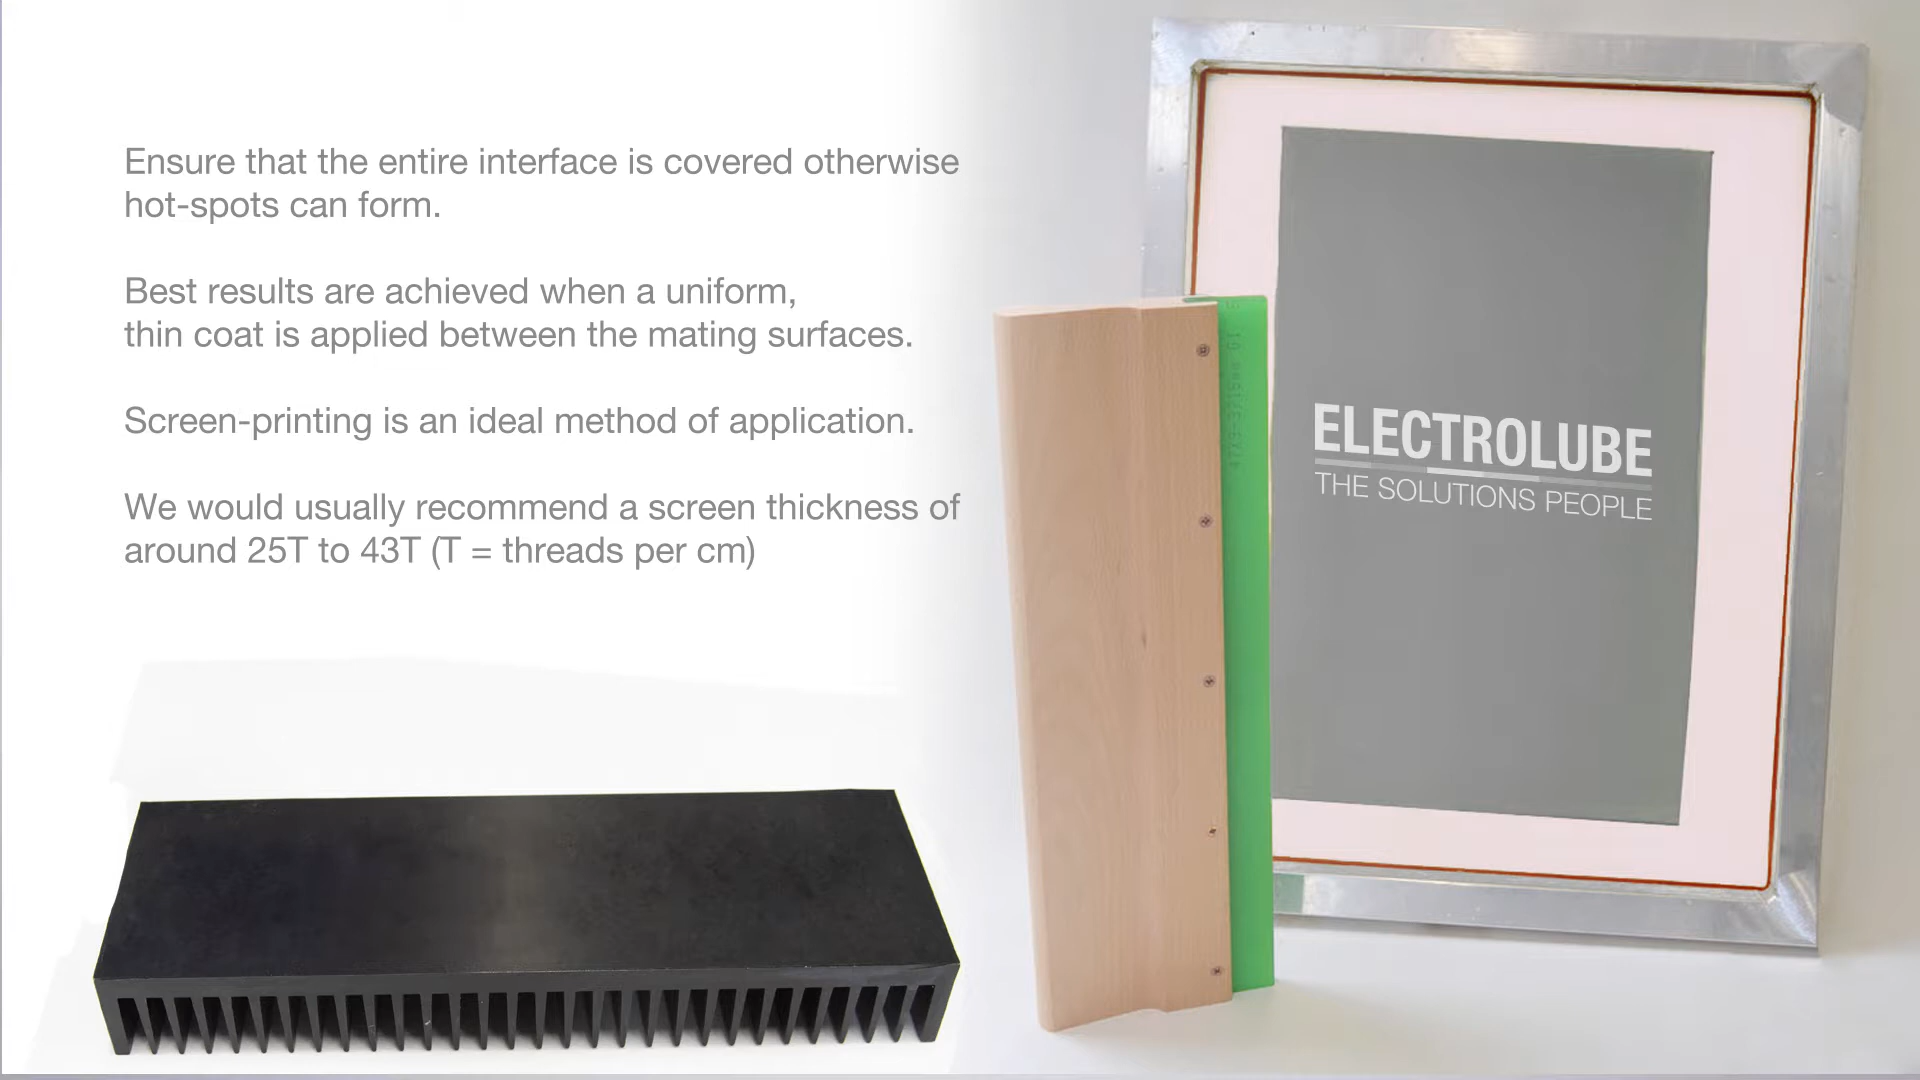 Ensure that the entire interface is covered otherwise
hot-spots can form.
Best results are achieved when a uniform,
thin coat is applied between the mating surfaces.
Screen-printing is an ideal method of application.
We would usually recommend a screen thickness of
around 25T to 43T (T = threads per cm)
ELECTROLUBE
THE SOLUTIONS PEOPLE